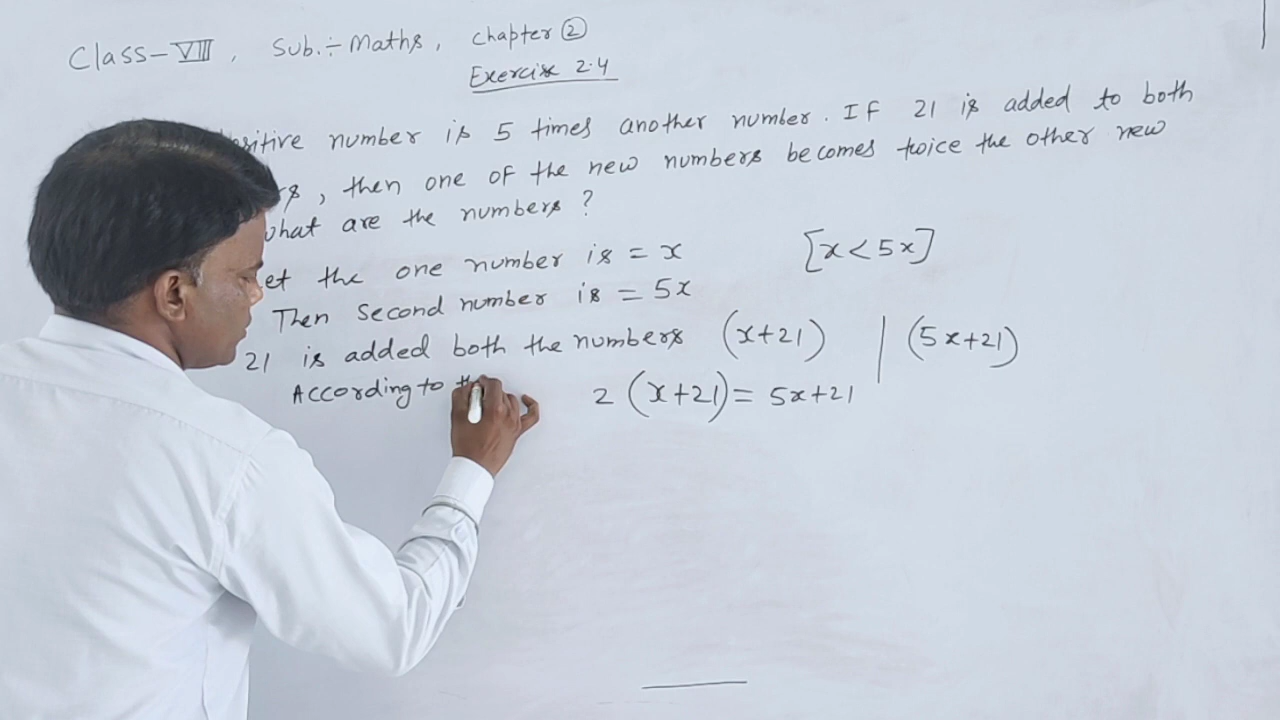 Class-VIII, Sub.÷Maths, Chapter ②
Exercise 2.4
number is 5 times another number. If 21 is added to both
, then one of the new numbers becomes twice the other new
what are the numbers ?
the one number is = x [x < 5x]
Then Second number is = 5x
21 is added both the numbers (x+21) | (5x+21)
According to 2 (x+21) = 5x+21